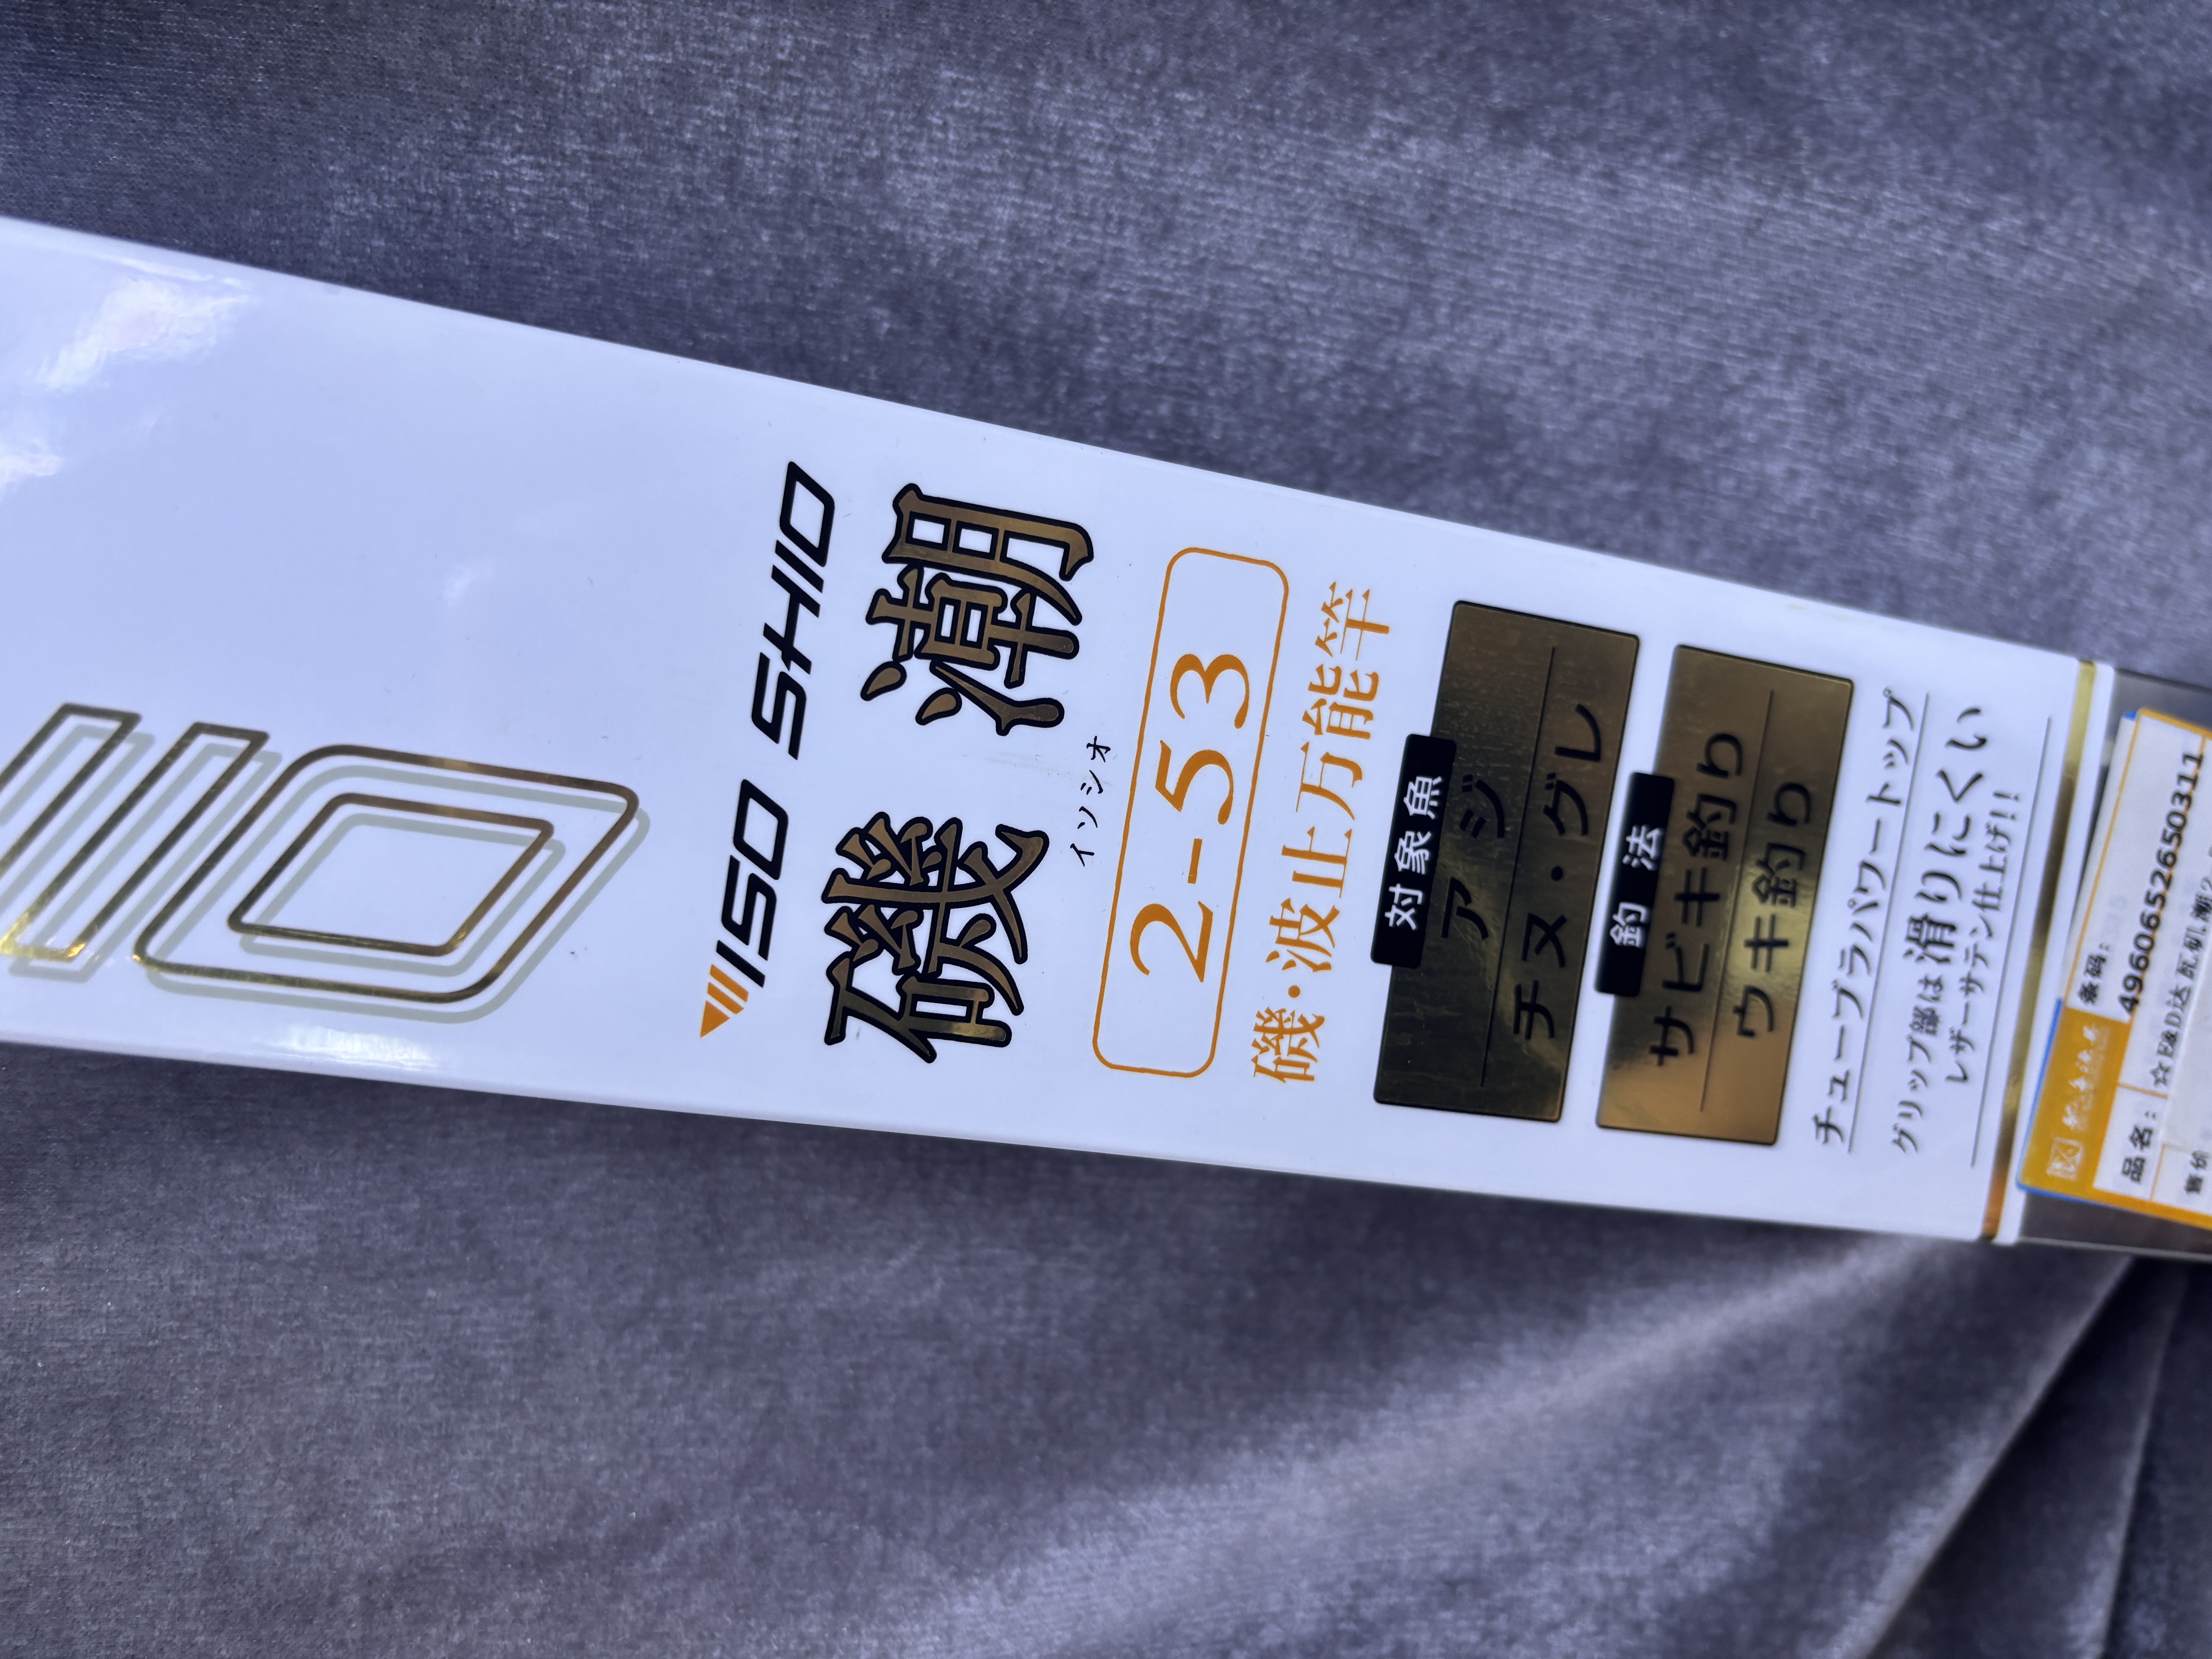 ISO SHIO
磯 潮
イソシオ
2-53
磯・波止万能竿
対象魚
アジ
チヌ・グレ
釣法
サビキ釣り
ウキ釣り
チューブラパワートップ
グリップ部は滑りにくい
レザーサテン仕上げ!!
条码:
4960652650311
品名:
售价